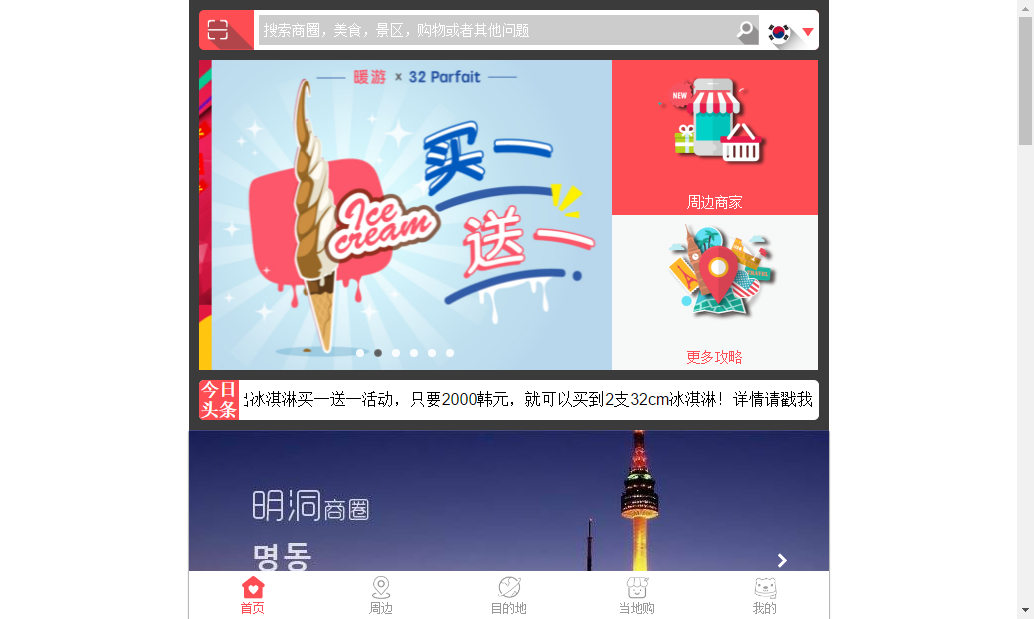 搜索商圈，美食，景区，购物或者其他问题
暖游 x 32 Parfait
买一
送一
Ice
cream
NEW
周边商家
更多攻略
今日
头条
冰淇淋买一送一活动，只要2000韩元，就可以买到2支32cm冰淇淋！详情请戳我
明洞商圈
명동
首页
周边
目的地
当地购
我的